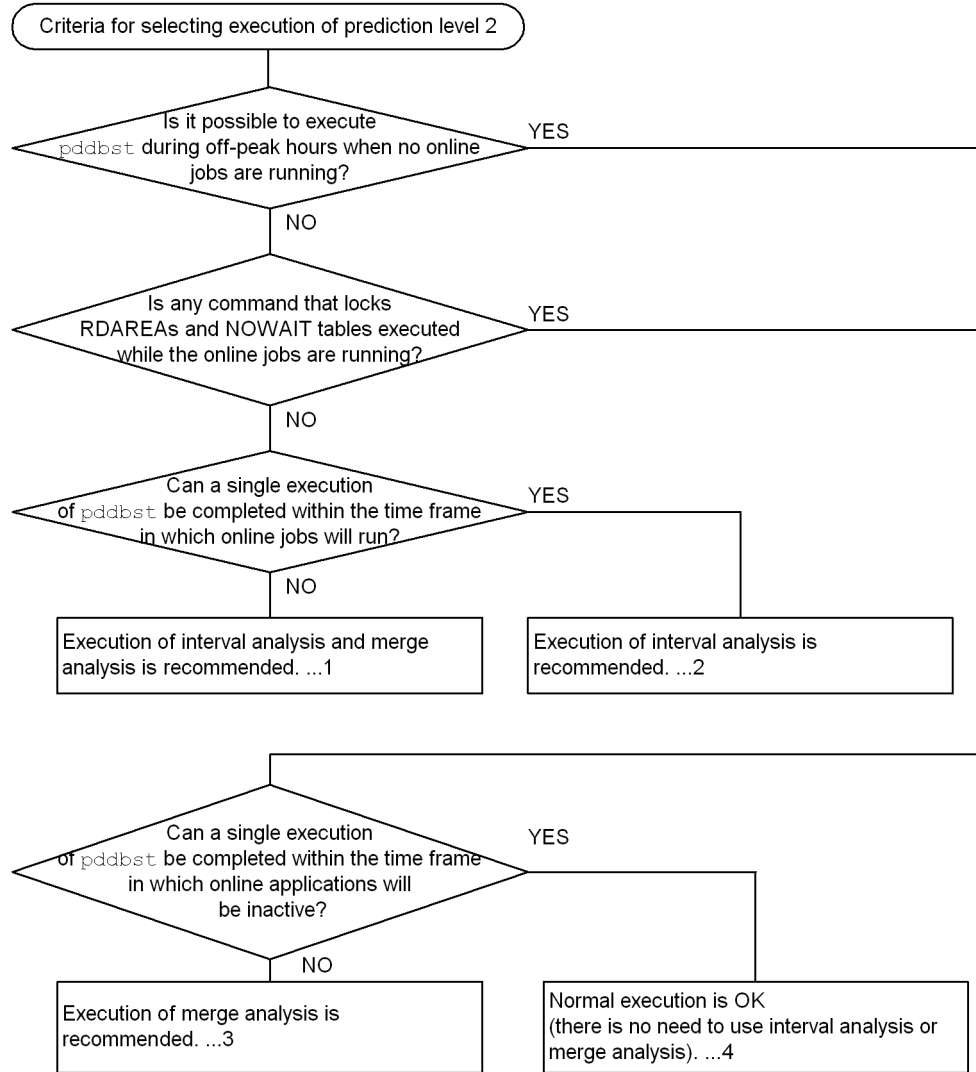 Criteria for selecting execution of prediction level 2
Is it possible to execute
pddbst during off-peak hours when no online
jobs are running?
YES
NO
Is any command that locks
RDAREAs and NOWAIT tables executed
while the online jobs are running?
YES
NO
Can a single execution
of pddbst be completed within the time frame
in which online jobs will run?
YES
NO
Execution of interval analysis and merge
analysis is recommended. ...1
Execution of interval analysis is
recommended. ...2
Can a single execution
of pddbst be completed within the time frame
in which online applications will
be inactive?
YES
NO
Execution of merge analysis is
recommended. ...3
Normal execution is OK
(there is no need to use interval analysis or
merge analysis). ...4